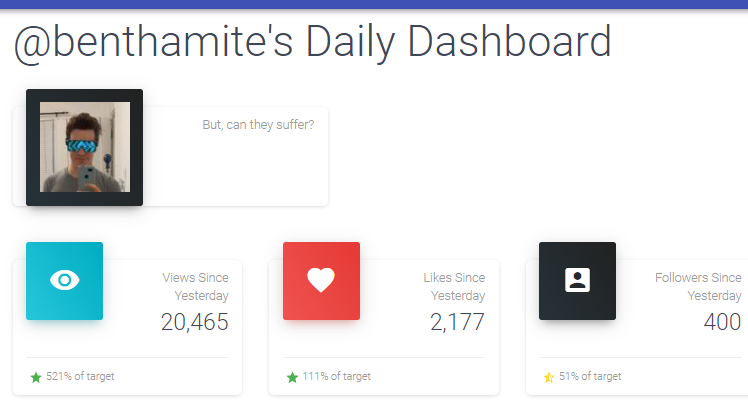 @benthamite's Daily Dashboard
But, can they suffer?
Views Since
Yesterday
20,465
521% of target
Likes Since
Yesterday
2,177
111% of target
Followers Since
Yesterday
400
51% of target